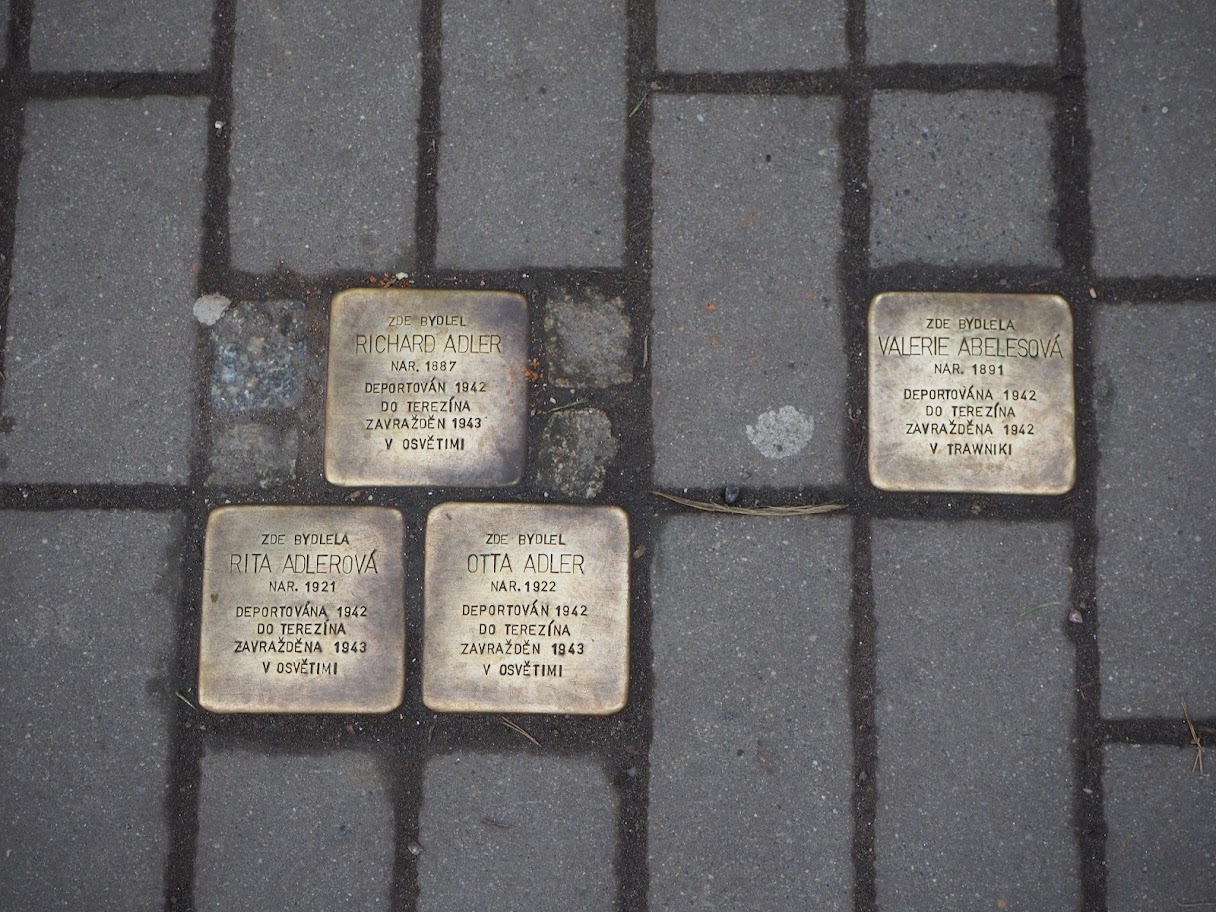 ZDE BYDLEL
RICHARD ADLER
NAR. 1887
DEPORTOVÁN 1942
DO TEREZÍNA
ZAVRAŽDĚN 1943
V OSVĚTIMI
ZDE BYDLELA
VALERIE ABELESOVÁ
NAR. 1891
DEPORTOVÁNA 1942
DO TEREZÍNA
ZAVRAŽDĚNA 1942
V TRAWNIKI
ZDE BYDLELA
RITA ADLEROVÁ
NAR. 1921
DEPORTOVÁNA 1942
DO TEREZÍNA
ZAVRAŽDĚNA 1943
V OSVĚTIMI
ZDE BYDLEL
OTTA ADLER
NAR. 1922
DEPORTOVÁN 1942
DO TEREZÍNA
ZAVRAŽDĚN 1943
V OSVĚTIMI